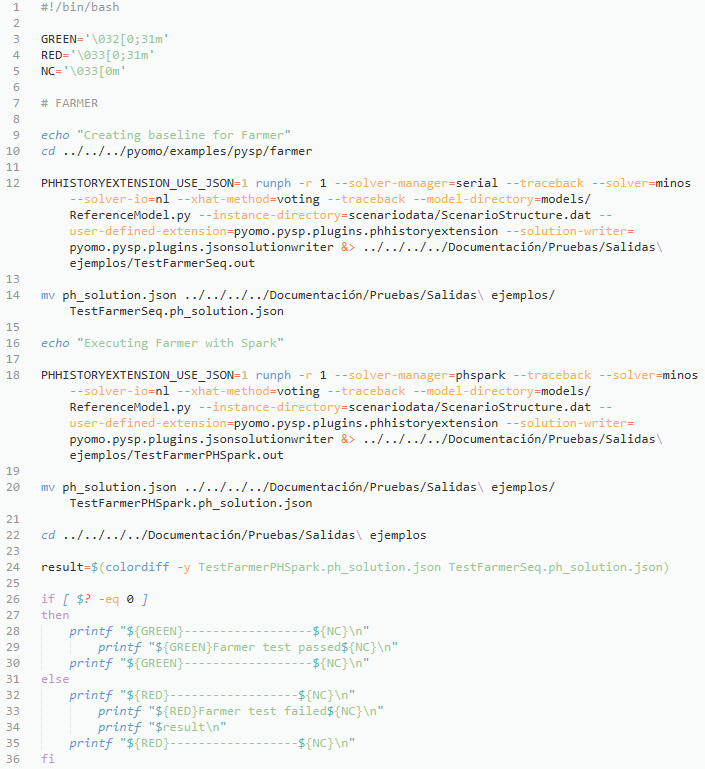 1 #!/bin/bash
2
3 GREEN='\032[0;31m'
4 RED='\033[0;31m'
5 NC='\033[0m'
6
7 # FARMER
8
9 echo "Creating baseline for Farmer"
10 cd ../../../pyomo/examples/pysp/farmer
11
12 PHHISTORYEXTENSION_USE_JSON=1 runph -r 1 --solver-manager=serial --traceback --solver=minos
--solver-io=nl --xhat-method=voting --traceback --model-directory=models/
ReferenceModel.py --instance-directory=scenariodata/ScenarioStructure.dat --
user-defined-extension=pyomo.pysp.plugins.phhistoryextension --solution-writer=
pyomo.pysp.plugins.jsonsolutionwriter &> ../../../../Documentación/Pruebas/Salidas\
ejemplos/TestFarmerSeq.out
13
14 mv ph_solution.json ../../../../Documentación/Pruebas/Salidas\ ejemplos/
TestFarmerSeq.ph_solution.json
15
16 echo "Executing Farmer with Spark"
17
18 PHHISTORYEXTENSION_USE_JSON=1 runph -r 1 --solver-manager=phspark --traceback --solver=minos
--solver-io=nl --xhat-method=voting --traceback --model-directory=models/
ReferenceModel.py --instance-directory=scenariodata/ScenarioStructure.dat --
user-defined-extension=pyomo.pysp.plugins.phhistoryextension --solution-writer=
pyomo.pysp.plugins.jsonsolutionwriter &> ../../../../Documentación/Pruebas/Salidas\
ejemplos/TestFarmerPHSpark.out
19
20 mv ph_solution.json ../../../../Documentación/Pruebas/Salidas\ ejemplos/
TestFarmerPHSpark.ph_solution.json
21
22 cd ../../../../Documentación/Pruebas/Salidas\ ejemplos
23
24 result=$(colordiff -y TestFarmerPHSpark.ph_solution.json TestFarmerSeq.ph_solution.json)
25
26 if [ $? -eq 0 ]
27 then
28 printf "${GREEN}------------------${NC}\n"
29 printf "${GREEN}Farmer test passed${NC}\n"
30 printf "${GREEN}------------------${NC}\n"
31 else
32 printf "${RED}------------------${NC}\n"
33 printf "${RED}Farmer test failed${NC}\n"
34 printf "$result\n"
35 printf "${RED}------------------${NC}\n"
36 fi